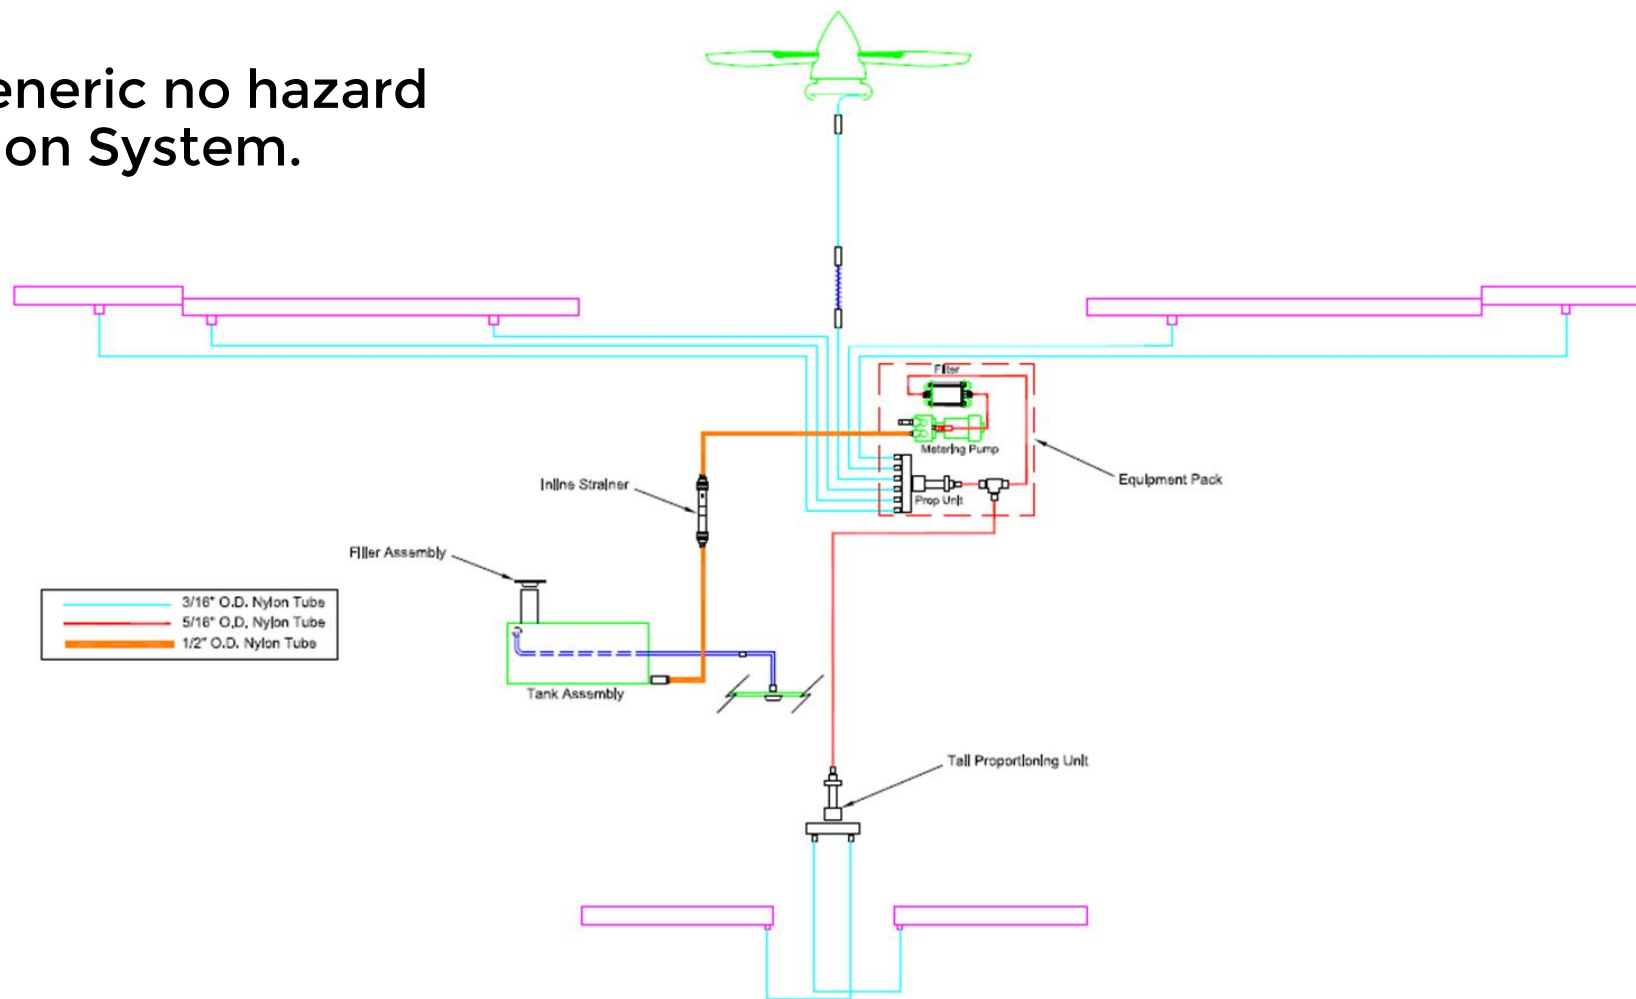 eneric no hazard
on System.
Filter
Metering Pump
Equipment Pack
Inline Strainer
Prop Unit
Filler Assembly
3/16" O.D. Nylon Tube
5/16" O.D. Nylon Tube
1/2" O.D. Nylon Tube
Tank Assembly
Tail Proportioning Unit